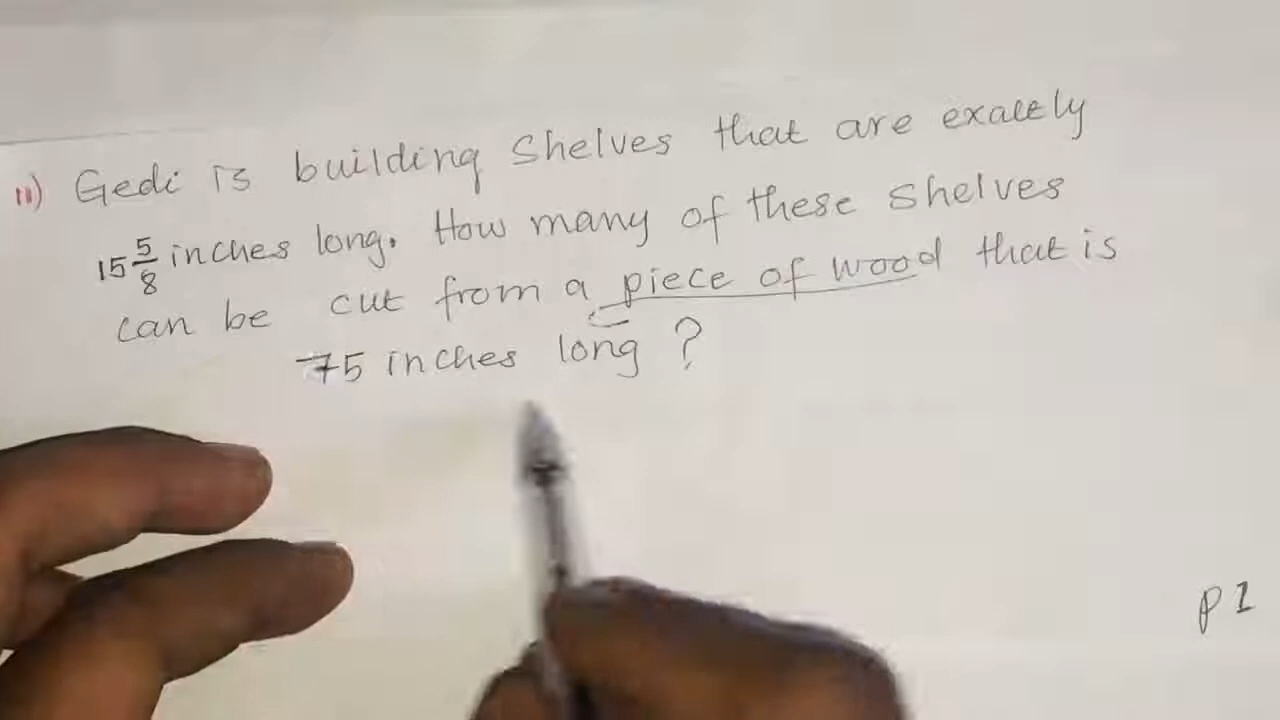 11) Gedi is building Shelves that are exactly
15 5/8 inches long. How many of these shelves
can be cut from a piece of wood that is
75 inches long ?
P1